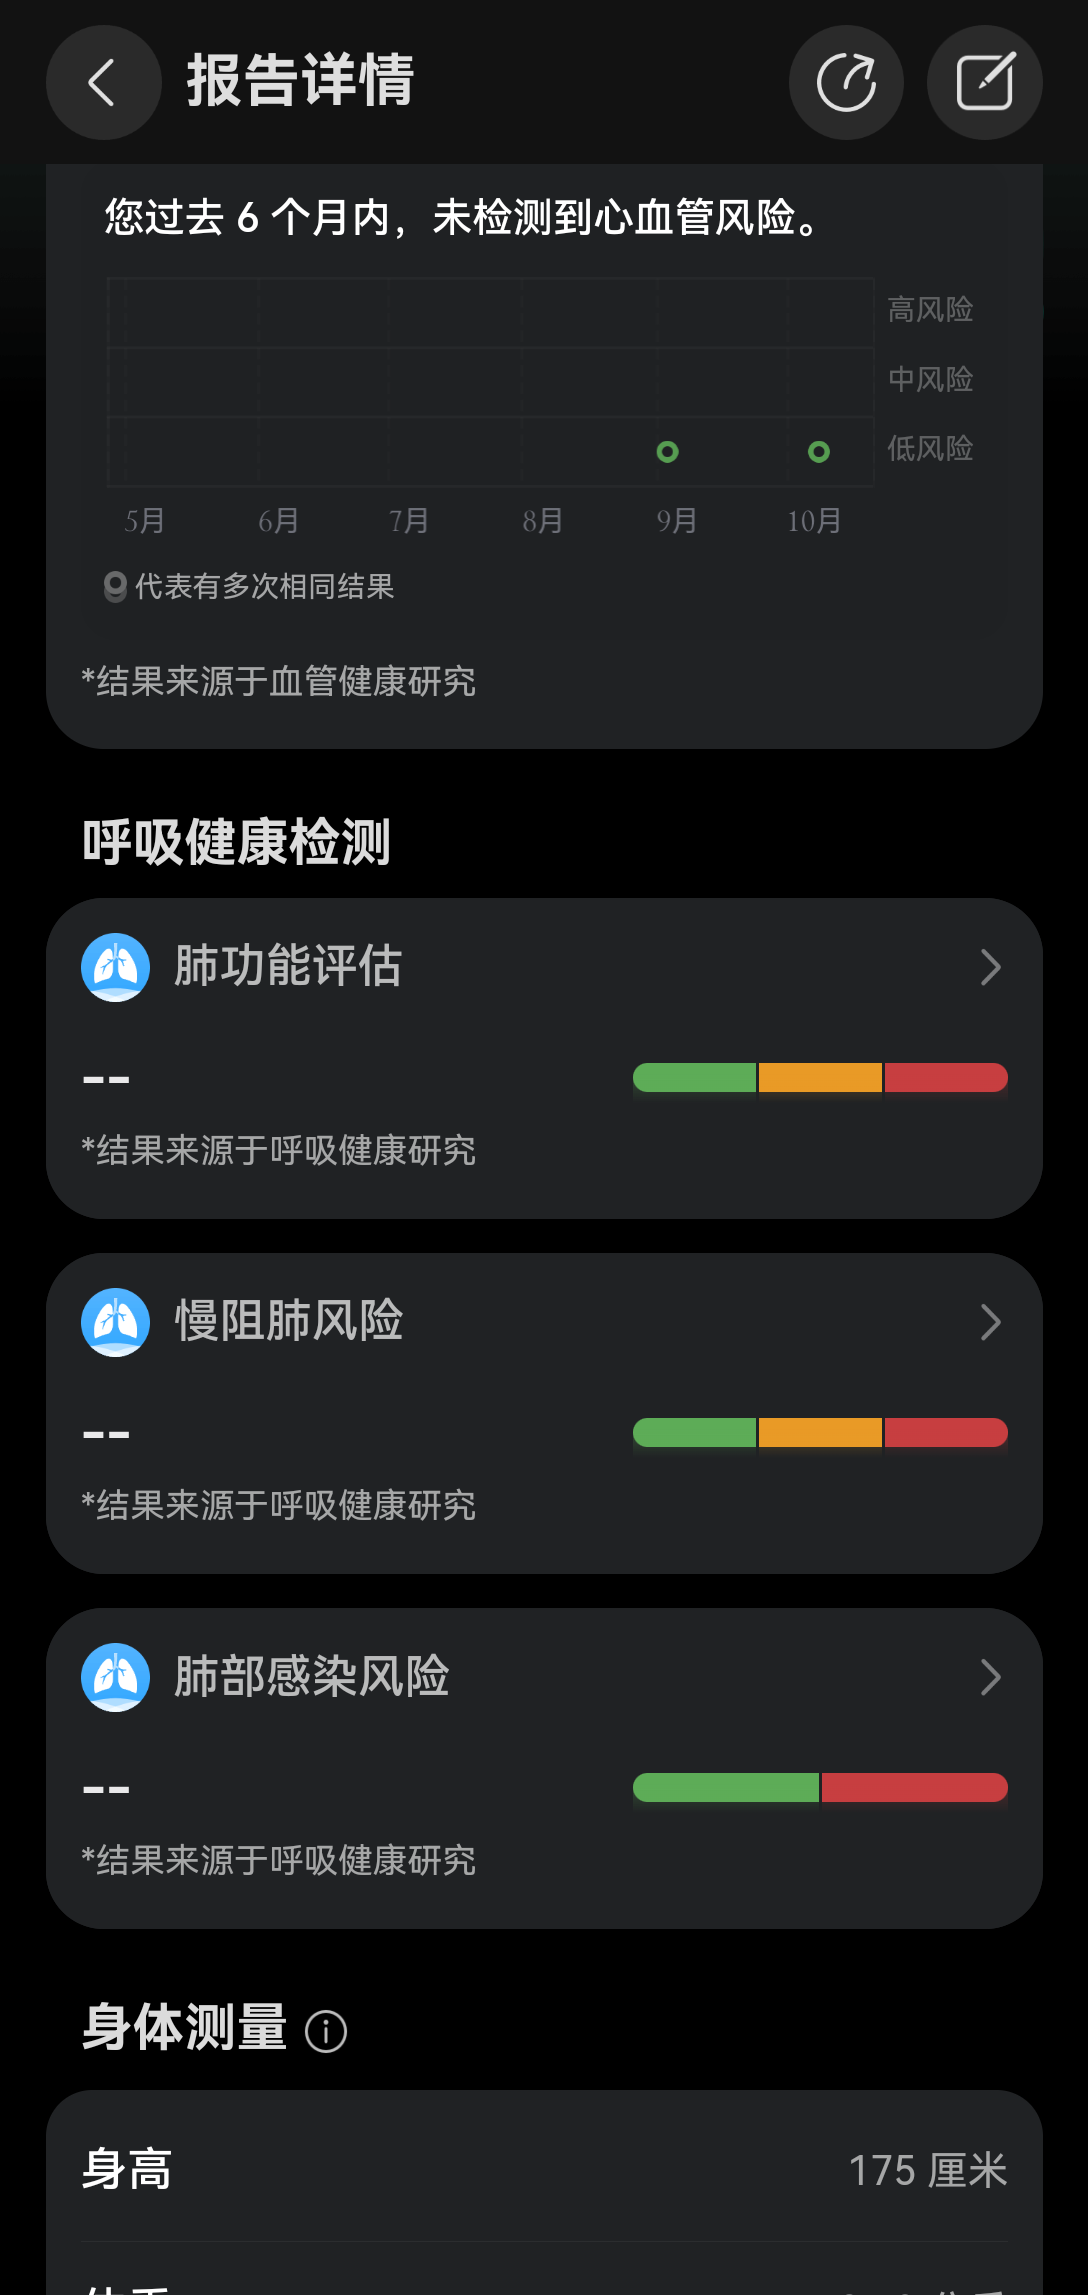 报告详情
您过去 6 个月内，未检测到心血管风险。
高风险
中风险
低风险
5月 6月 7月 8月 9月 10月
代表有多次相同结果
*结果来源于血管健康研究
呼吸健康检测
肺功能评估
--
*结果来源于呼吸健康研究
慢阻肺风险
--
*结果来源于呼吸健康研究
肺部感染风险
--
*结果来源于呼吸健康研究
身体测量
身高 175 厘米